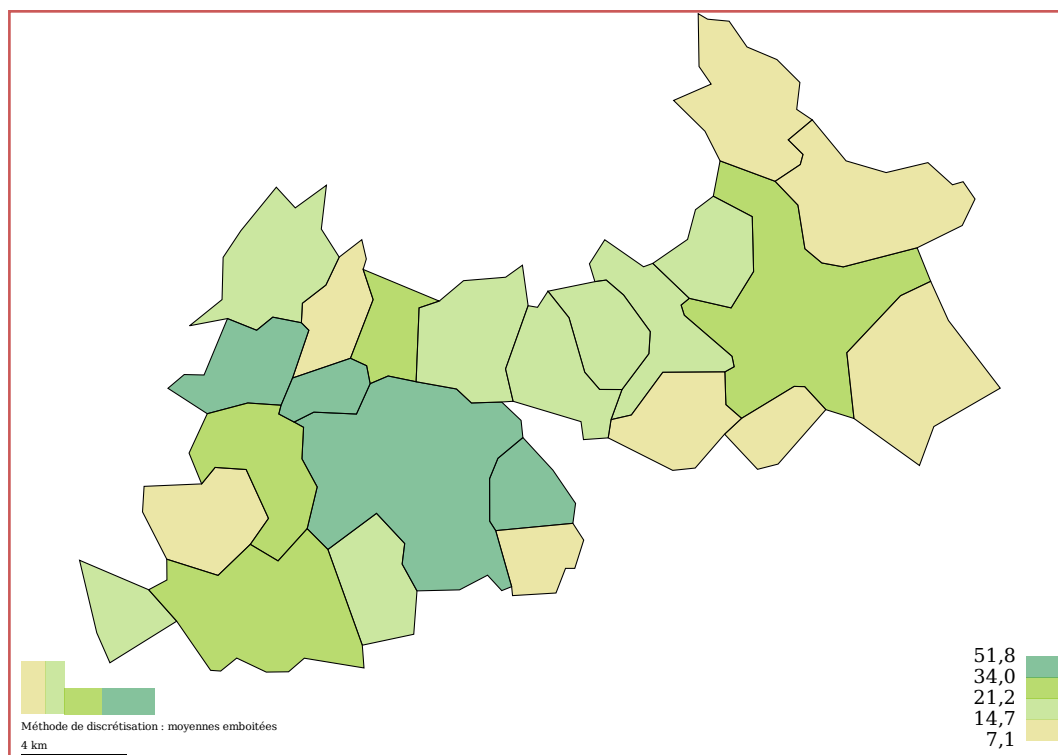 51,8
34,0
21,2
14,7
7,1
Méthode de discrétisation : moyennes emboitées
4 km